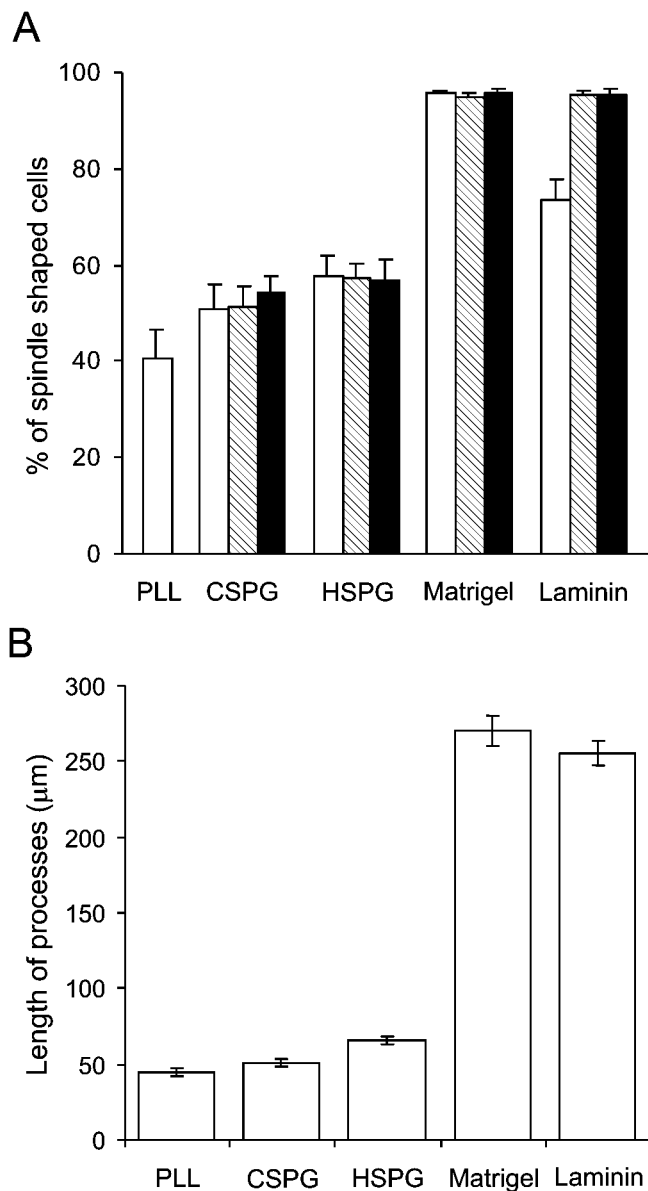 A
% of spindle shaped cells
100
80
60
40
20
0
PLL CSPG HSPG Matrigel Laminin
B
Length of processes (μm)
300
250
200
150
100
50
0
PLL CSPG HSPG Matrigel Laminin